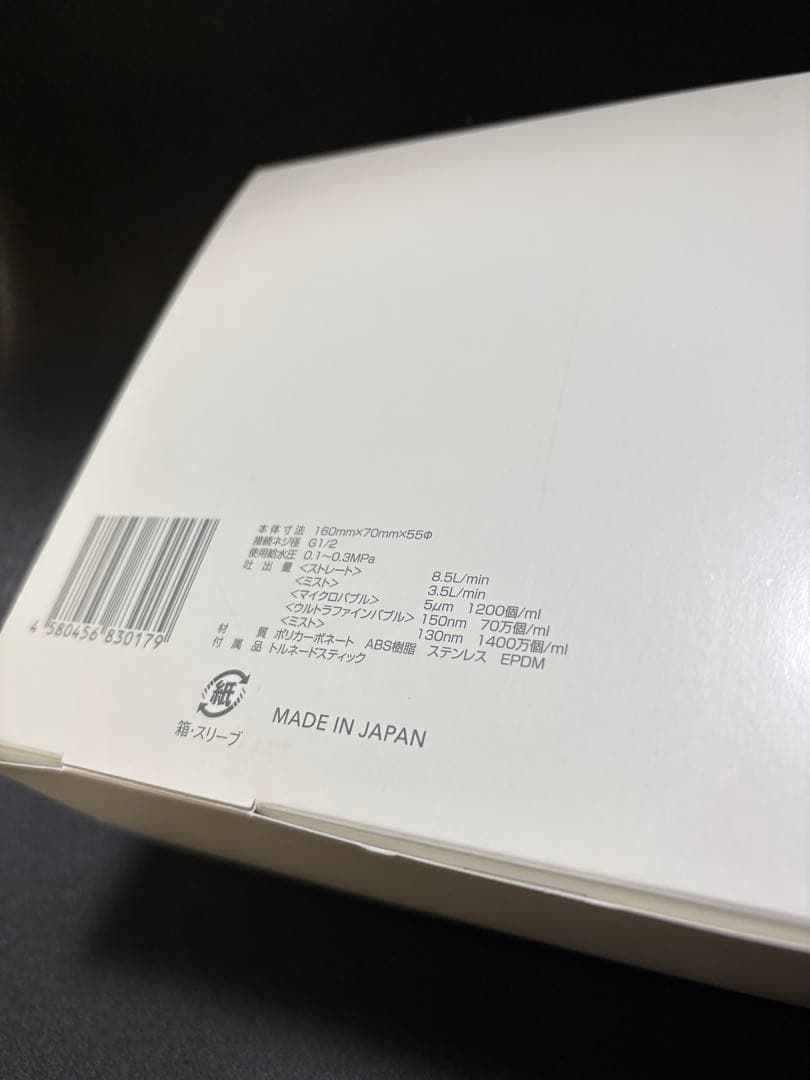 本体寸法 160mm×70mm×55Φ
接続ネジ径 G1/2
使用給水圧 0.1〜0.3MPa
吐出量 <ストレート> 8.5L/min
<ミスト> 3.5L/min
<マイクロバブル> 5μm 1200個/ml
<ウルトラファインバブル> 150nm 70万個/ml
<ミスト> 130nm 1400万個/ml
材質 ポリカーボネート ABS樹脂 ステンレス EPDM
付属品 トルネードスティック
4 580456 830179
紙
箱・スリーブ
MADE IN JAPAN